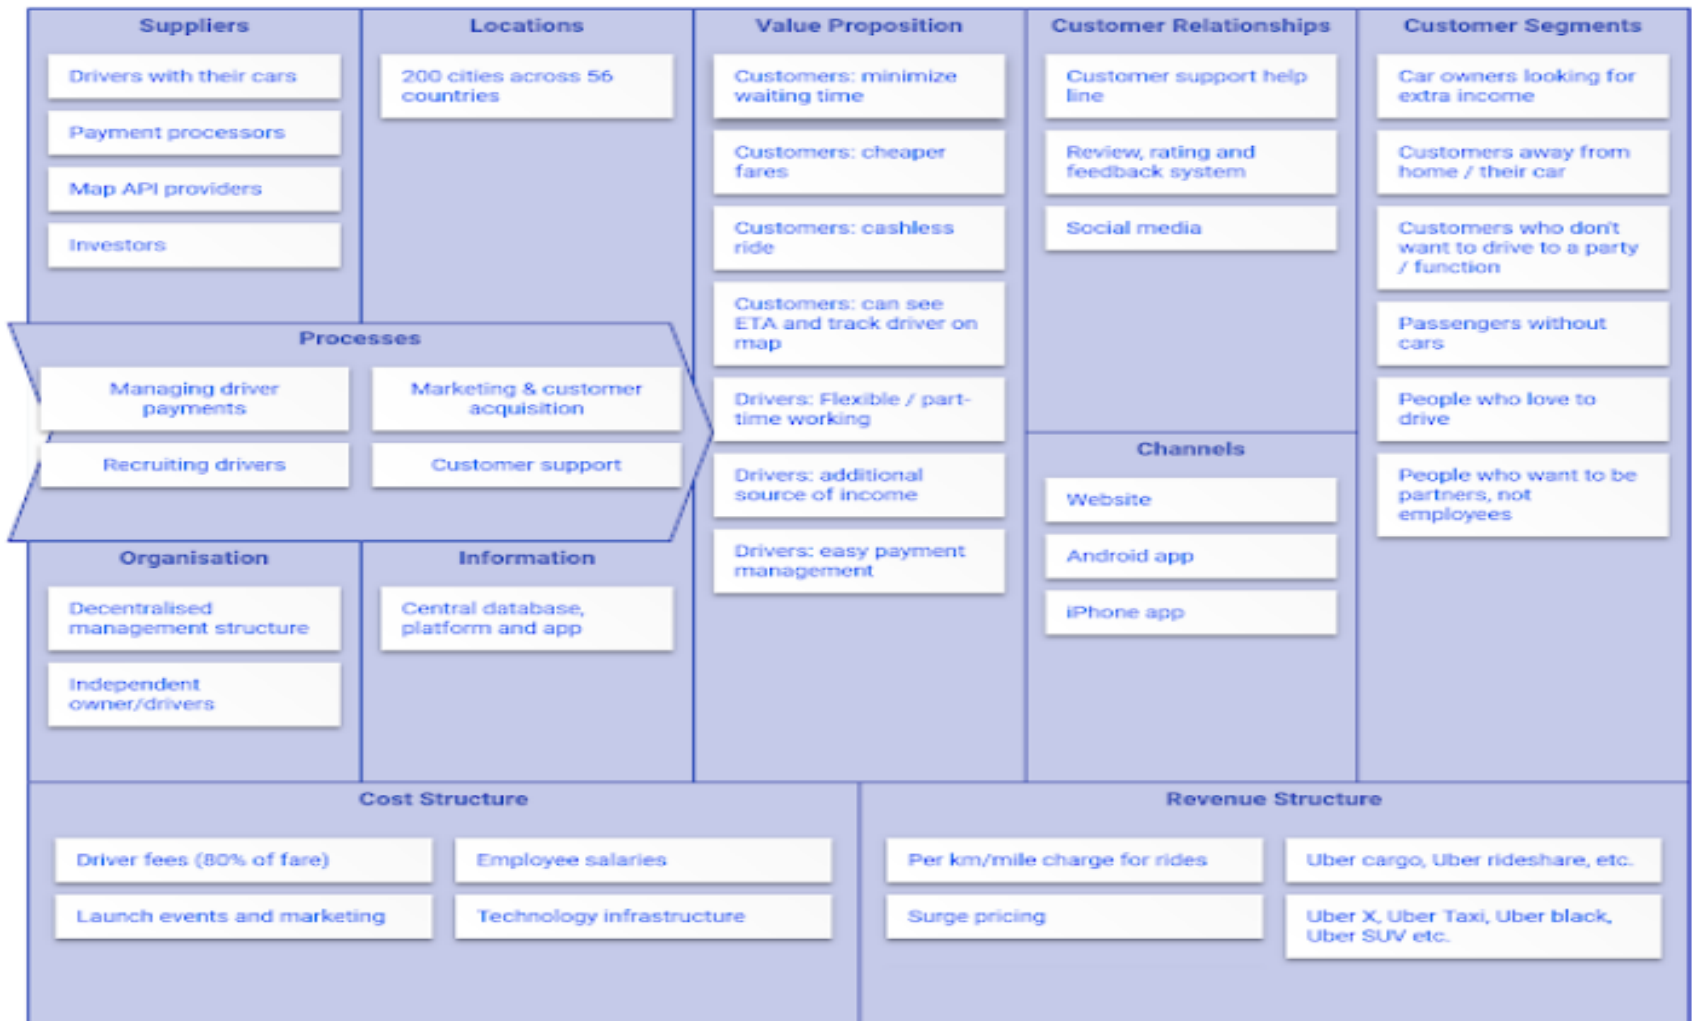 Suppliers
Drivers with their cars
Payment processors
Map API providers
Investors
Locations
200 cities across 56
countries
Processes
Managing driver
payments
Marketing & customer
acquisition
Recruiting drivers
Customer support
Organisation
Decentralised
management structure
Independent
owner/drivers
Information
Central database,
platform and app
Value Proposition
Customers: minimize
waiting time
Customers: cheaper
fares
Customers: cashless
ride
Customers: can see
ETA and track driver on
map
Drivers: Flexible / part-
time working
Drivers: additional
source of income
Drivers: easy payment
management
Customer Relationships
Customer support help
line
Review, rating and
feedback system
Social media
Channels
Website
Android app
iPhone app
Customer Segments
Car owners looking for
extra income
Customers away from
home / their car
Customers who don't
want to drive to a party
/ function
Passengers without
cars
People who love to
drive
People who want to be
partners, not
employees
Cost Structure
Driver fees (80% of fare)
Employee salaries
Launch events and marketing
Technology infrastructure
Revenue Structure
Per km/mile charge for rides
Uber cargo, Uber rideshare, etc.
Surge pricing
Uber X, Uber Taxi, Uber black,
Uber SUV etc.